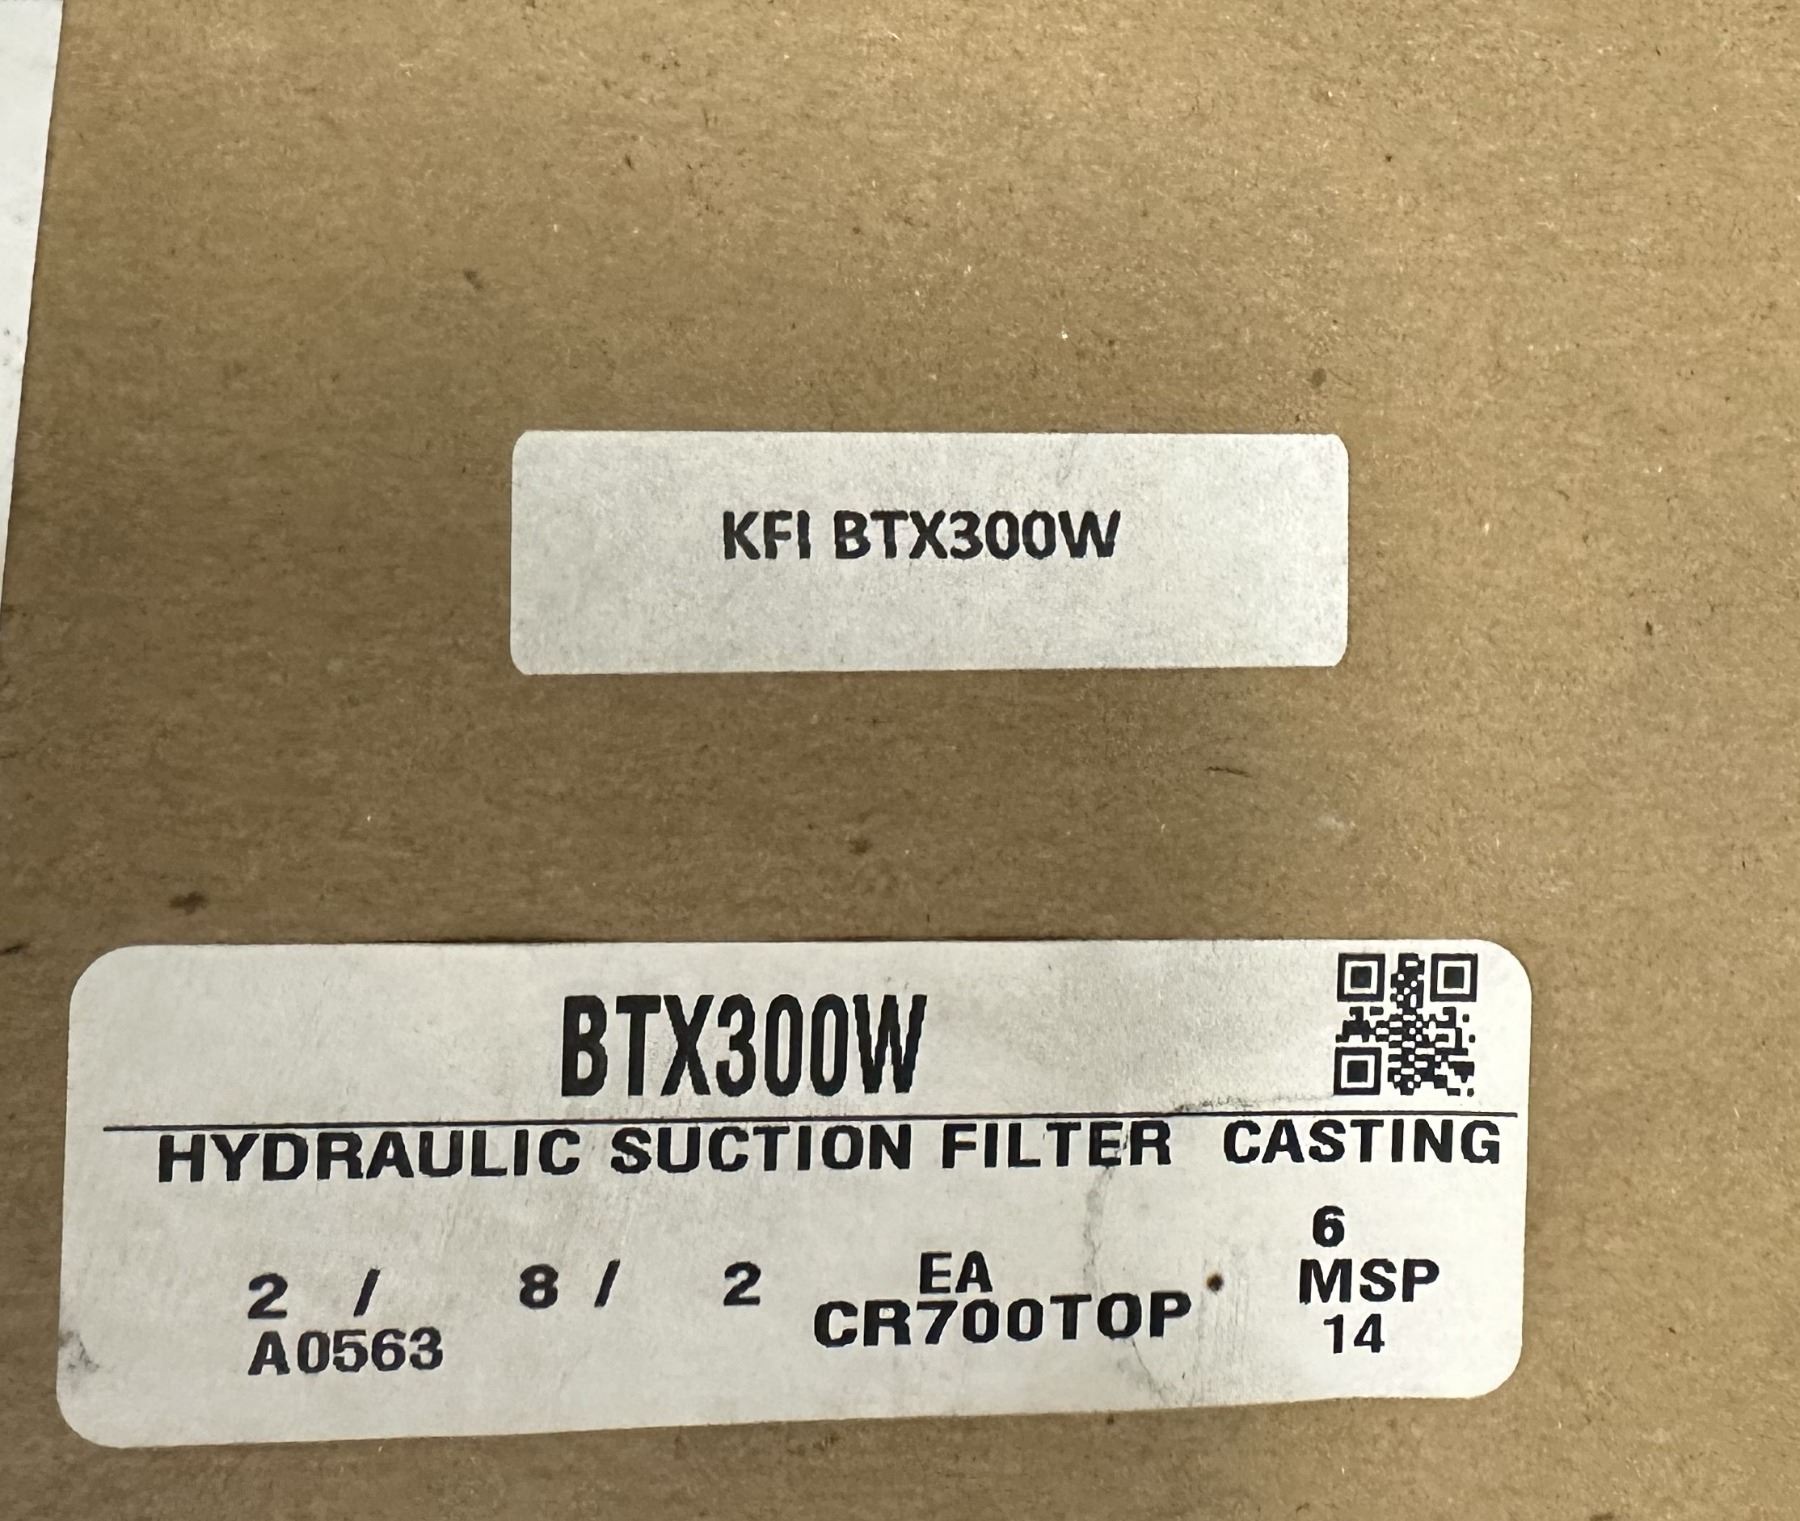 KFI BTX300W
BTX300W
HYDRAULIC SUCTION FILTER CASTING
6
2 / 8 / 2 EA MSP
A0563 CR700TOP 14